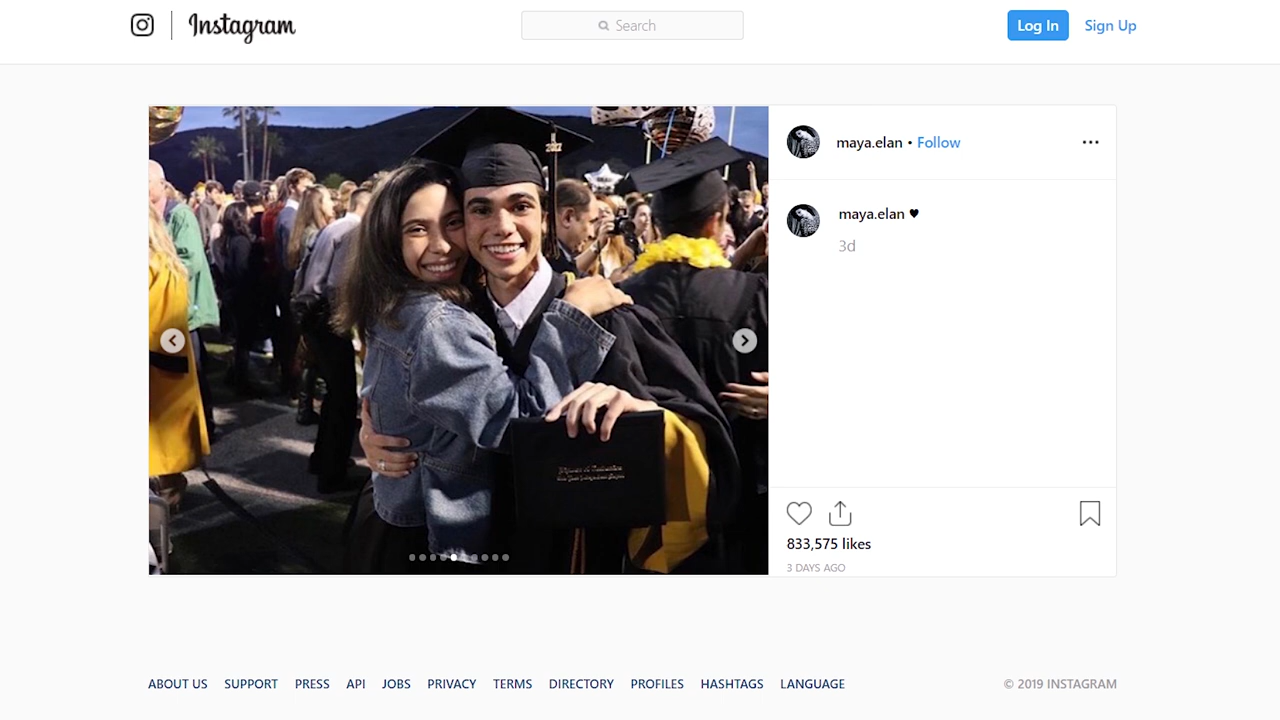 Instagram
Search
Log In
Sign Up
maya.elan • Follow
maya.elan ♥
3d
833,575 likes
3 DAYS AGO
ABOUT US SUPPORT PRESS API JOBS PRIVACY TERMS DIRECTORY PROFILES HASHTAGS LANGUAGE
© 2019 INSTAGRAM